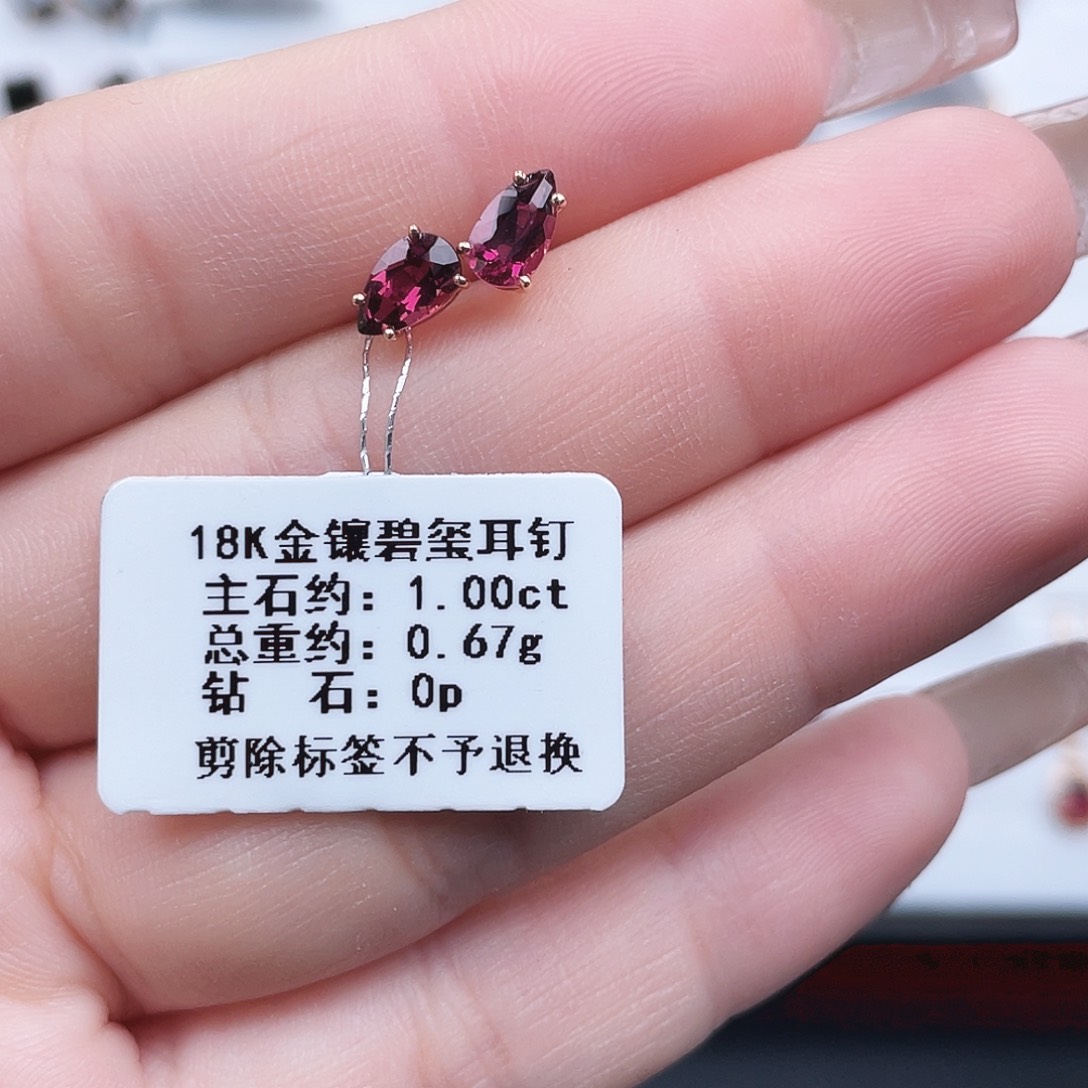 18K金镶碧玺耳钉
主石约：1.00ct
总重约：0.67g
钻 石：0p
剪除标签不予退换